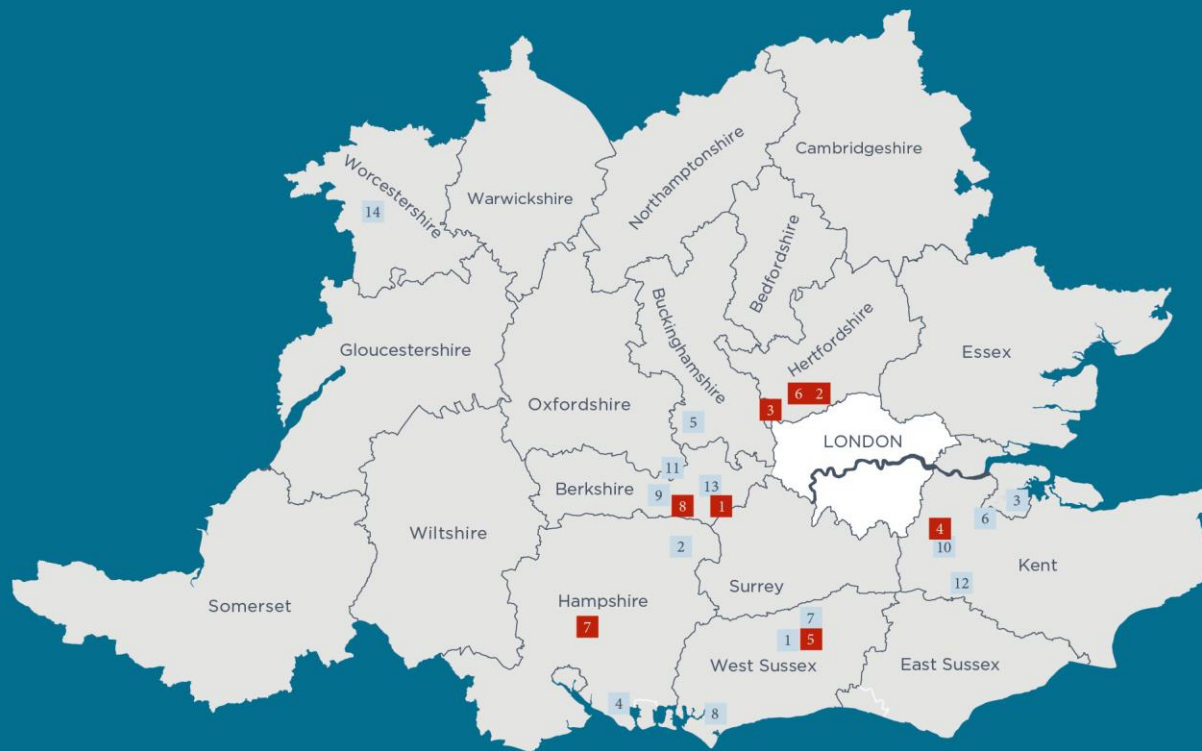 Cambridgeshire
Northamptonshire
Worcestershire
Warwickshire
14
Bedfordshire
Buckinghamshire
Hertfordshire
Gloucestershire
Essex
6 2
3
Oxfordshire
5
LONDON
11
Berkshire
9
13
8
1
3
6
4
Wiltshire
2
10
Kent
12
Surrey
Somerset
Hampshire
7
7
1
5
West Sussex
East Sussex
4
8